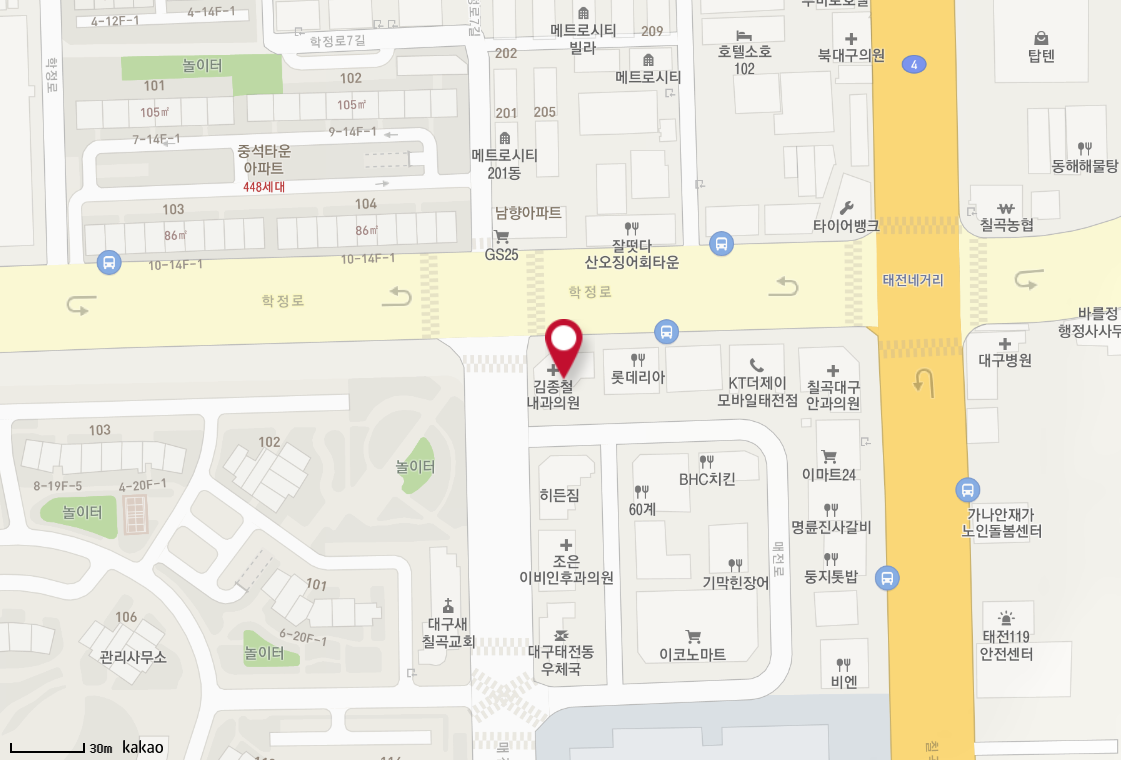 4-12F-1
4-14F-1
학정로7길
학정로
놀이터
101
102
105㎡
105㎡
7-14F-1
9-14F-1
중석타운
아파트
448세대
103
104
86㎡
86㎡
10-14F-1
10-14F-1
메트로시티
빌라
209
202
메트로시티
201
205
메트로시티
201동
남향아파트
GS25
잘떳다
산오징어회타운
호텔소호
102
북대구의원
4
탑텐
동해해물탕
칠곡농협
타이어뱅크
태전네거리
학정로
학정로
바를정
행정사사무
대구병원
김종철
내과의원
롯데리아
KT더제이
모바일태전점
칠곡대구
안과의원
103
102
놀이터
8-19F-5
4-20F-1
놀이터
101
6-20F-1
놀이터
106
관리사무소
대구새
칠곡교회
히든짐
조은
이비인후과의원
대구태전동
우체국
BHC치킨
60계
기막힌장어
이코노마트
매전로
이마트24
명륜진사갈비
둥지톳밥
비엔
가나안재가
노인돌봄센터
태전119
안전센터
30m
kakao